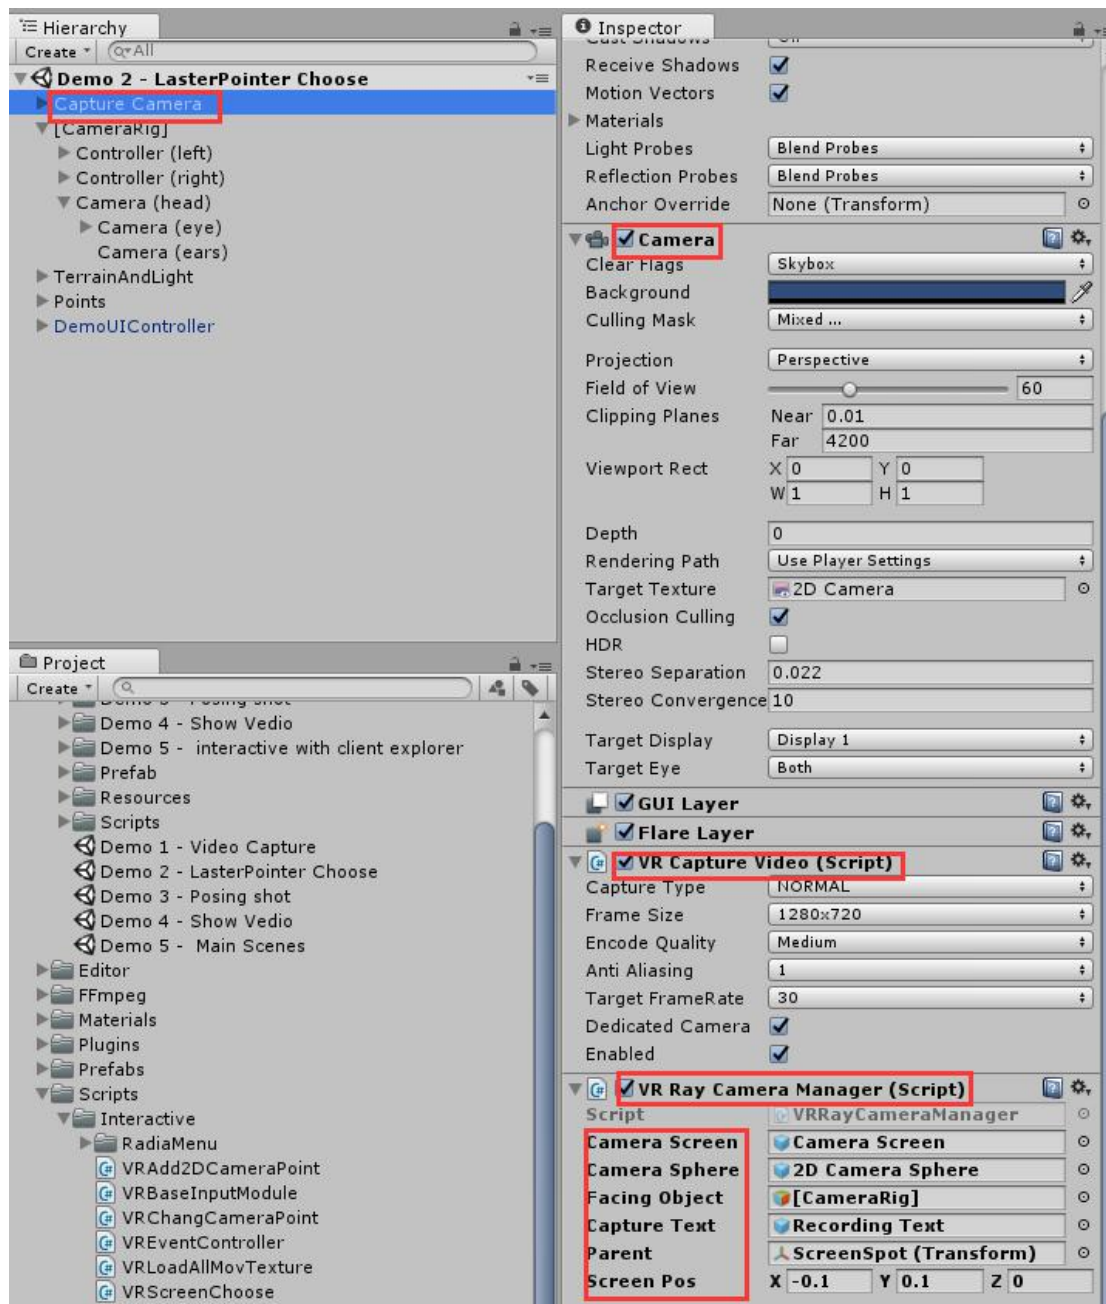 Hierarchy
Create
All
Demo 2 - LasterPointer Choose
Capture Camera
[CameraRig]
Controller (left)
Controller (right)
Camera (head)
Camera (eye)
Camera (ears)
TerrainAndLight
Points
DemoUIController
Project
Create
Demo 3 - Posing shot
Demo 4 - Show Vedio
Demo 5 -  interactive with client explorer
Prefab
Resources
Scripts
Demo 1 - Video Capture
Demo 2 - LasterPointer Choose
Demo 3 - Posing shot
Demo 4 - Show Vedio
Demo 5 -  Main Scenes
Editor
FFmpeg
Materials
Plugins
Prefabs
Scripts
Interactive
RadiaMenu
VRAdd2DCameraPoint
VRBaseInputModule
VRChangCameraPoint
VREventController
VRLoadAllMovTexture
VRScreenChoose
Inspector
Cast Shadows
Receive Shadows
Motion Vectors
Materials
Light Probes Blend Probes
Reflection Probes Blend Probes
Anchor Override None (Transform)
Camera
Clear Flags Skybox
Background
Culling Mask Mixed ...
Projection Perspective
Field of View 60
Clipping Planes Near 0.01
Far 4200
Viewport Rect X 0 Y 0
W 1 H 1
Depth 0
Rendering Path Use Player Settings
Target Texture 2D Camera
Occlusion Culling
HDR
Stereo Separation 0.022
Stereo Convergence 10
Target Display Display 1
Target Eye Both
GUI Layer
Flare Layer
VR Capture Video (Script)
Capture Type NORMAL
Frame Size 1280x720
Encode Quality Medium
Anti Aliasing 1
Target FrameRate 30
Dedicated Camera
Enabled
VR Ray Camera Manager (Script)
Script VRRayCameraManager
Camera Screen Camera Screen
Camera Sphere 2D Camera Sphere
Facing Object [CameraRig]
Capture Text Recording Text
Parent ScreenSpot (Transform)
Screen Pos X -0.1 Y 0.1 Z 0